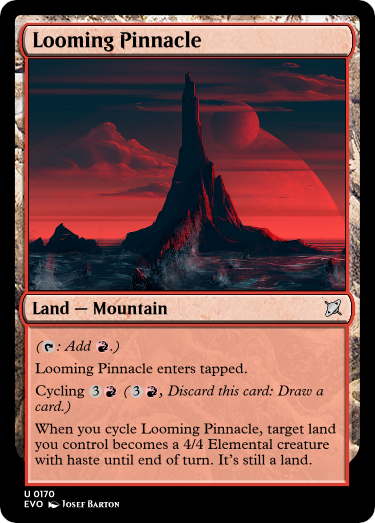 Looming Pinnacle
Land — Mountain
(T: Add R.)
Looming Pinnacle enters tapped.
Cycling 3R (3R, Discard this card: Draw a
card.)
When you cycle Looming Pinnacle, target land
you control becomes a 4/4 Elemental creature
with haste until end of turn. It's still a land.
U 0170
EVO Josef Barton